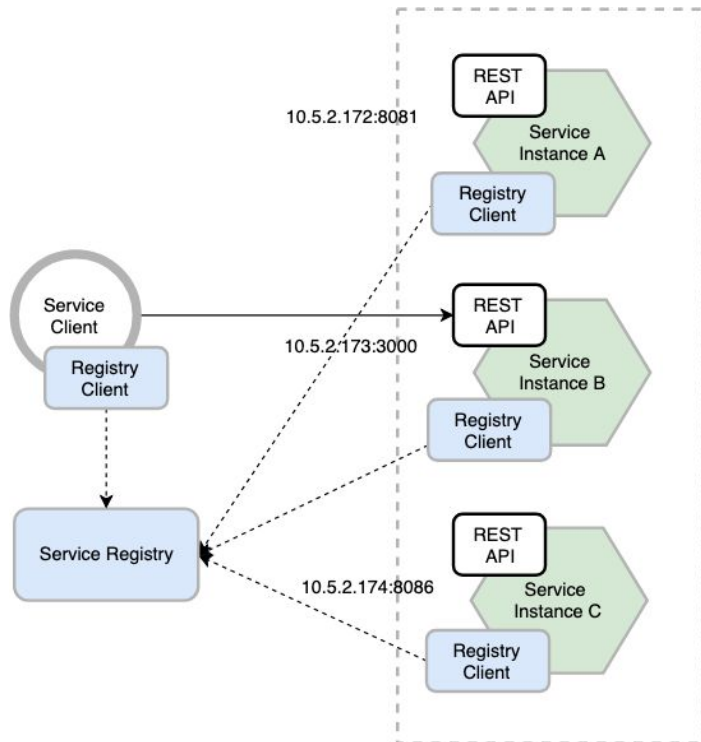 REST
API
10.5.2.172:8081
Service
Instance A
Registry
Client
Service
Client
REST
API
10.5.2.173:3000
Service
Instance B
Registry
Client
Registry
Client
REST
API
Service Registry
10.5.2.174:8086
Service
Instance C
Registry
Client